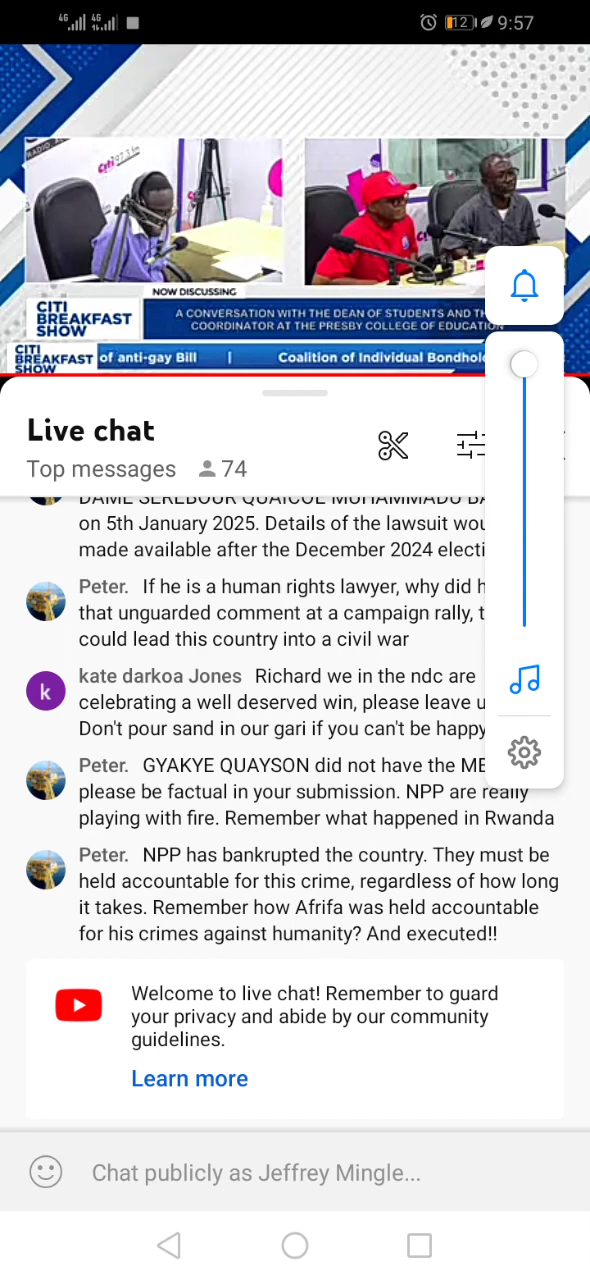 4G 4G 12 9:57
RADIO
Citi 97.3 fm
NOW DISCUSSING
CITI
BREAKFAST
SHOW
A CONVERSATION WITH THE DEAN OF STUDENTS AND TH
COORDINATOR AT THE PRESBY COLLEGE OF EDUCATION
CITI
BREAKFAST
SHOW
of anti-gay Bill | Coalition of Individual Bondhol
Live chat
Top messages 74
DAME SEREBOUR QUAICOE MUHAMMADU
on 5th January 2025. Details of the lawsuit wou
made available after the December 2024 electi
Peter. If he is a human rights lawyer, why did h
that unguarded comment at a campaign rally, t
could lead this country into a civil war
k
kate darkoa Jones Richard we in the ndc are
celebrating a well deserved win, please leave u
Don't pour sand in our gari if you can't be happy
Peter. GYAKYE QUAYSON did not have the ME
please be factual in your submission. NPP are really
playing with fire. Remember what happened in Rwanda
Peter. NPP has bankrupted the country. They must be
held accountable for this crime, regardless of how long
it takes. Remember how Afrifa was held accountable
for his crimes against humanity? And executed!!
Welcome to live chat! Remember to guard
your privacy and abide by our community
guidelines.
Learn more
Chat publicly as Jeffrey Mingle...